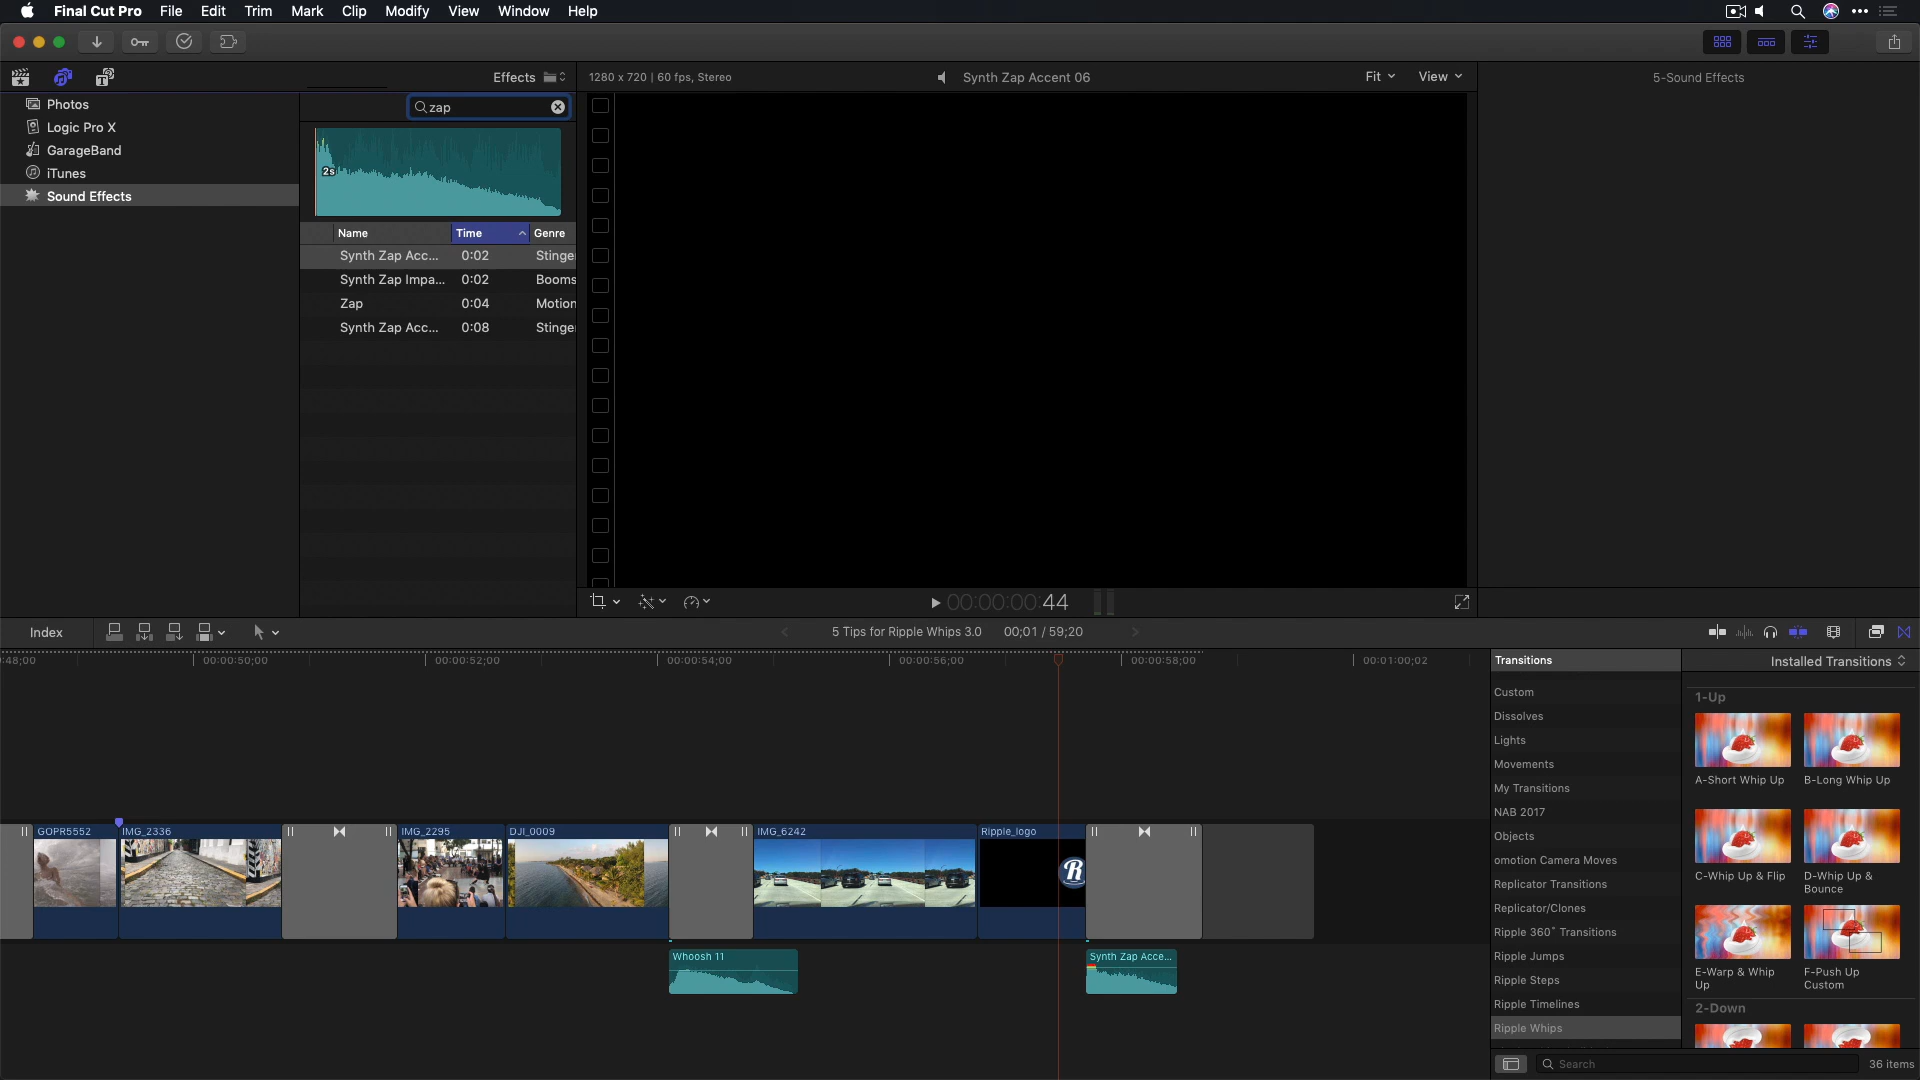 Final Cut Pro File Edit Trim Mark Clip Modify View Window Help
Effects
1280 x 720 | 60 fps, Stereo
Synth Zap Accent 06
Fit
View
5-Sound Effects
Photos
Logic Pro X
GarageBand
iTunes
Sound Effects
zap
2s
Name Time Genre
Synth Zap Acc... 0:02 Stinge
Synth Zap Impa... 0:02 Booms
Zap 0:04 Motion
Synth Zap Acc... 0:08 Stinge
00:00:00:44
Index
5 Tips for Ripple Whips 3.0 00;01 / 59;20
:48;00 00:00:50;00 00:00:52;00 00:00:54;00 00:00:56;00 00:00:58;00 00:01:00;02
GOPR5552 IMG_2336 IMG_2295 DJI_0009 IMG_6242 Ripple_logo
R
Whoosh 11
Synth Zap Acce...
Transitions
Installed Transitions
Custom
Dissolves
Lights
Movements
My Transitions
NAB 2017
Objects
omotion Camera Moves
Replicator Transitions
Replicator/Clones
Ripple 360° Transitions
Ripple Jumps
Ripple Steps
Ripple Timelines
Ripple Whips
1-Up
A-Short Whip Up
B-Long Whip Up
C-Whip Up & Flip
D-Whip Up &
Bounce
E-Warp & Whip
Up
F-Push Up
Custom
2-Down
Search
36 items